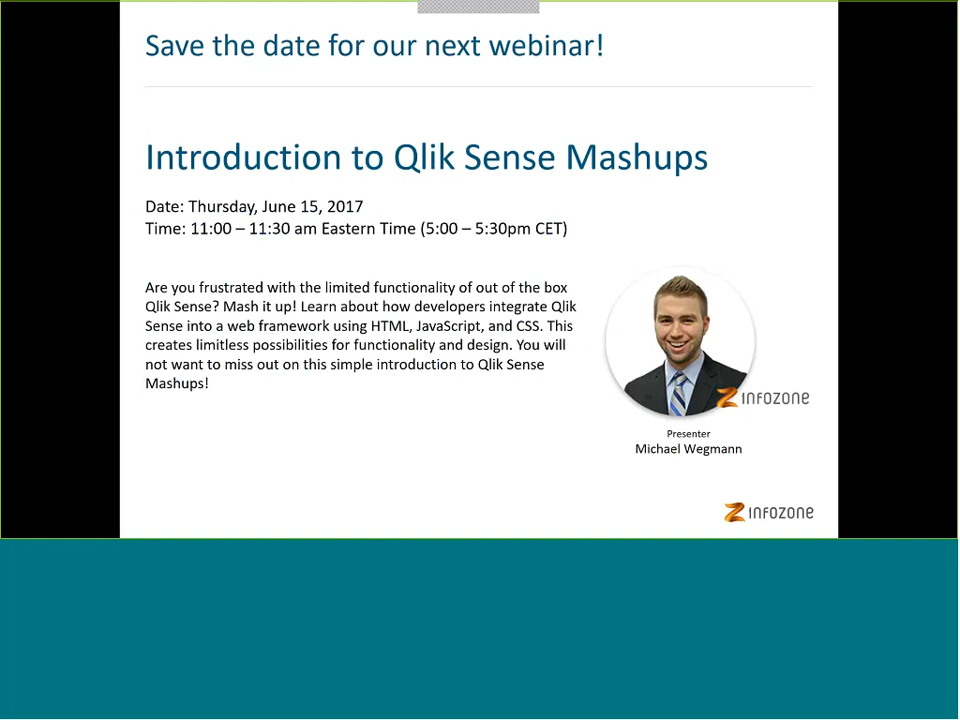 Save the date for our next webinar!
Introduction to Qlik Sense Mashups
Date: Thursday, June 15, 2017
Time: 11:00 – 11:30 am Eastern Time (5:00 – 5:30pm CET)
Are you frustrated with the limited functionality of out of the box
Qlik Sense? Mash it up! Learn about how developers integrate Qlik
Sense into a web framework using HTML, JavaScript, and CSS. This
creates limitless possibilities for functionality and design. You will
not want to miss out on this simple introduction to Qlik Sense
Mashups!
infozone
Presenter
Michael Wegmann
infozone